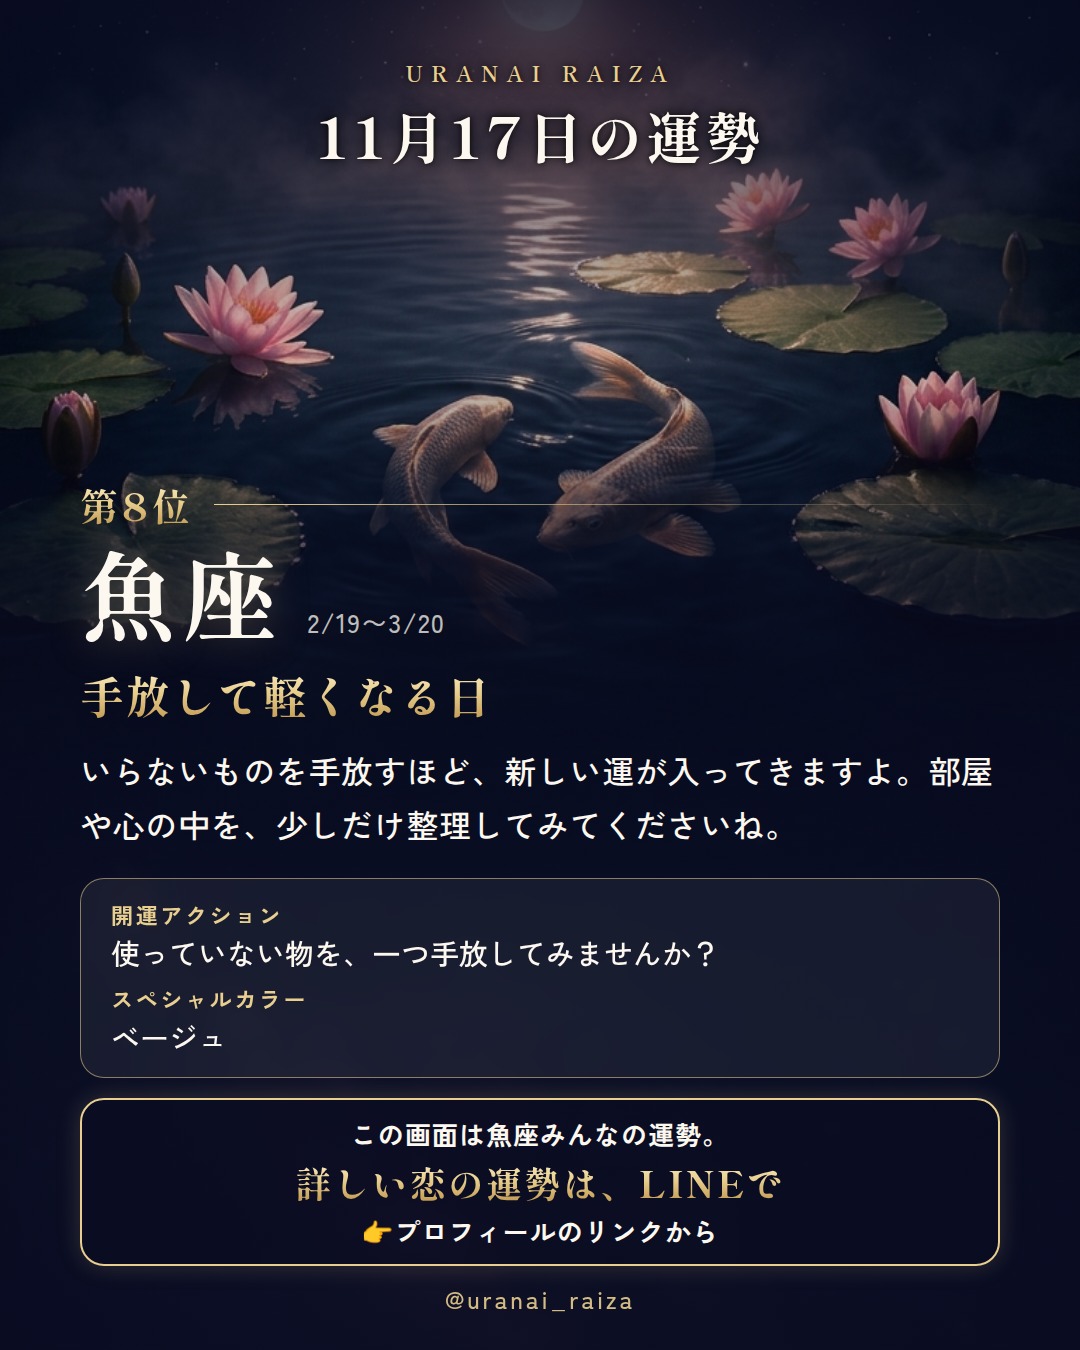 URANAI RAIZA
11月17日の運勢
第8位
魚座 2/19〜3/20
手放して軽くなる日
いらないものを手放すほど、新しい運が入ってきますよ。部屋
や心の中を、少しだけ整理してみてくださいね。
開運アクション
使っていない物を、一つ手放してみませんか？
スペシャルカラー
ベージュ
この画面は魚座みんなの運勢。
詳しい恋の運勢は、LINEで
👉プロフィールのリンクから
@uranai_raiza